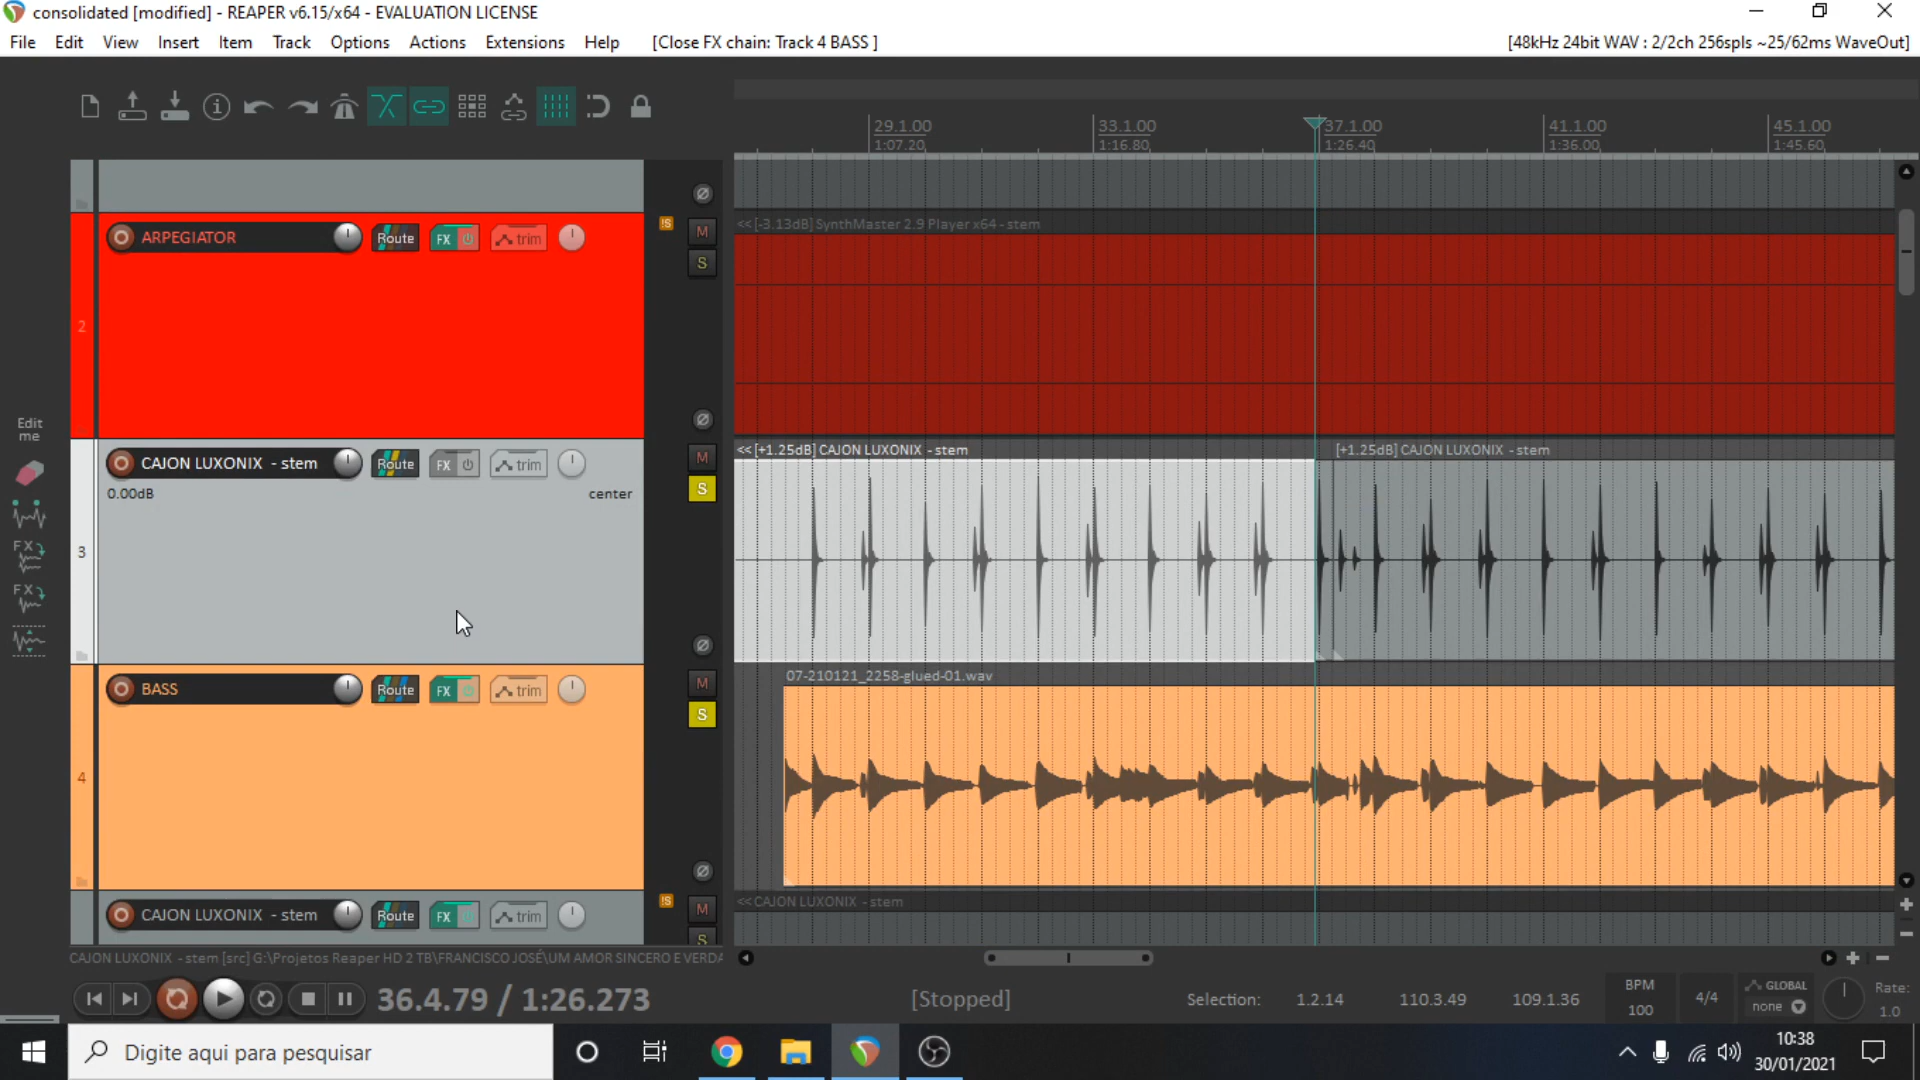 consolidated [modified] - REAPER v6.15/x64 - EVALUATION LICENSE
File Edit View Insert Item Track Options Actions Extensions Help [Close FX chain: Track 4 BASS ] [48kHz 24bit WAV : 2/2ch 256spls ~25/62ms WaveOut]
29.1.00 33.1.00 37.1.00 41.1.00 45.1.00
1:07.20 1:16.80 1:26.40 1:36.00 1:45.60
!S
<<[-3.13dB] SynthMaster 2.9 Player x64 - stem
ARPEGIATOR Route FX trim M
S
2
Edit
me
<<[+1.25dB] CAJON LUXONIX - stem [+1.25dB] CAJON LUXONIX - stem
CAJON LUXONIX - stem Route FX trim M
0.00dB center S
3
FX
FX
07-210121_2258-glued-01.wav
BASS Route FX trim M
S
4
!S
<<CAJON LUXONIX - stem
CAJON LUXONIX - stem Route FX trim M
S
CAJON LUXONIX - stem [src] G:\Projetos Reaper HD 2 TB\FRANCISCO JOSÉ\UM AMOR SINCERO E VERDA
36.4.79 / 1:26.273 [Stopped] Selection: 1.2.14 110.3.49 109.1.36
BPM
100
4/4
GLOBAL
none
Rate:
1.0
Digite aqui para pesquisar
10:38
30/01/2021